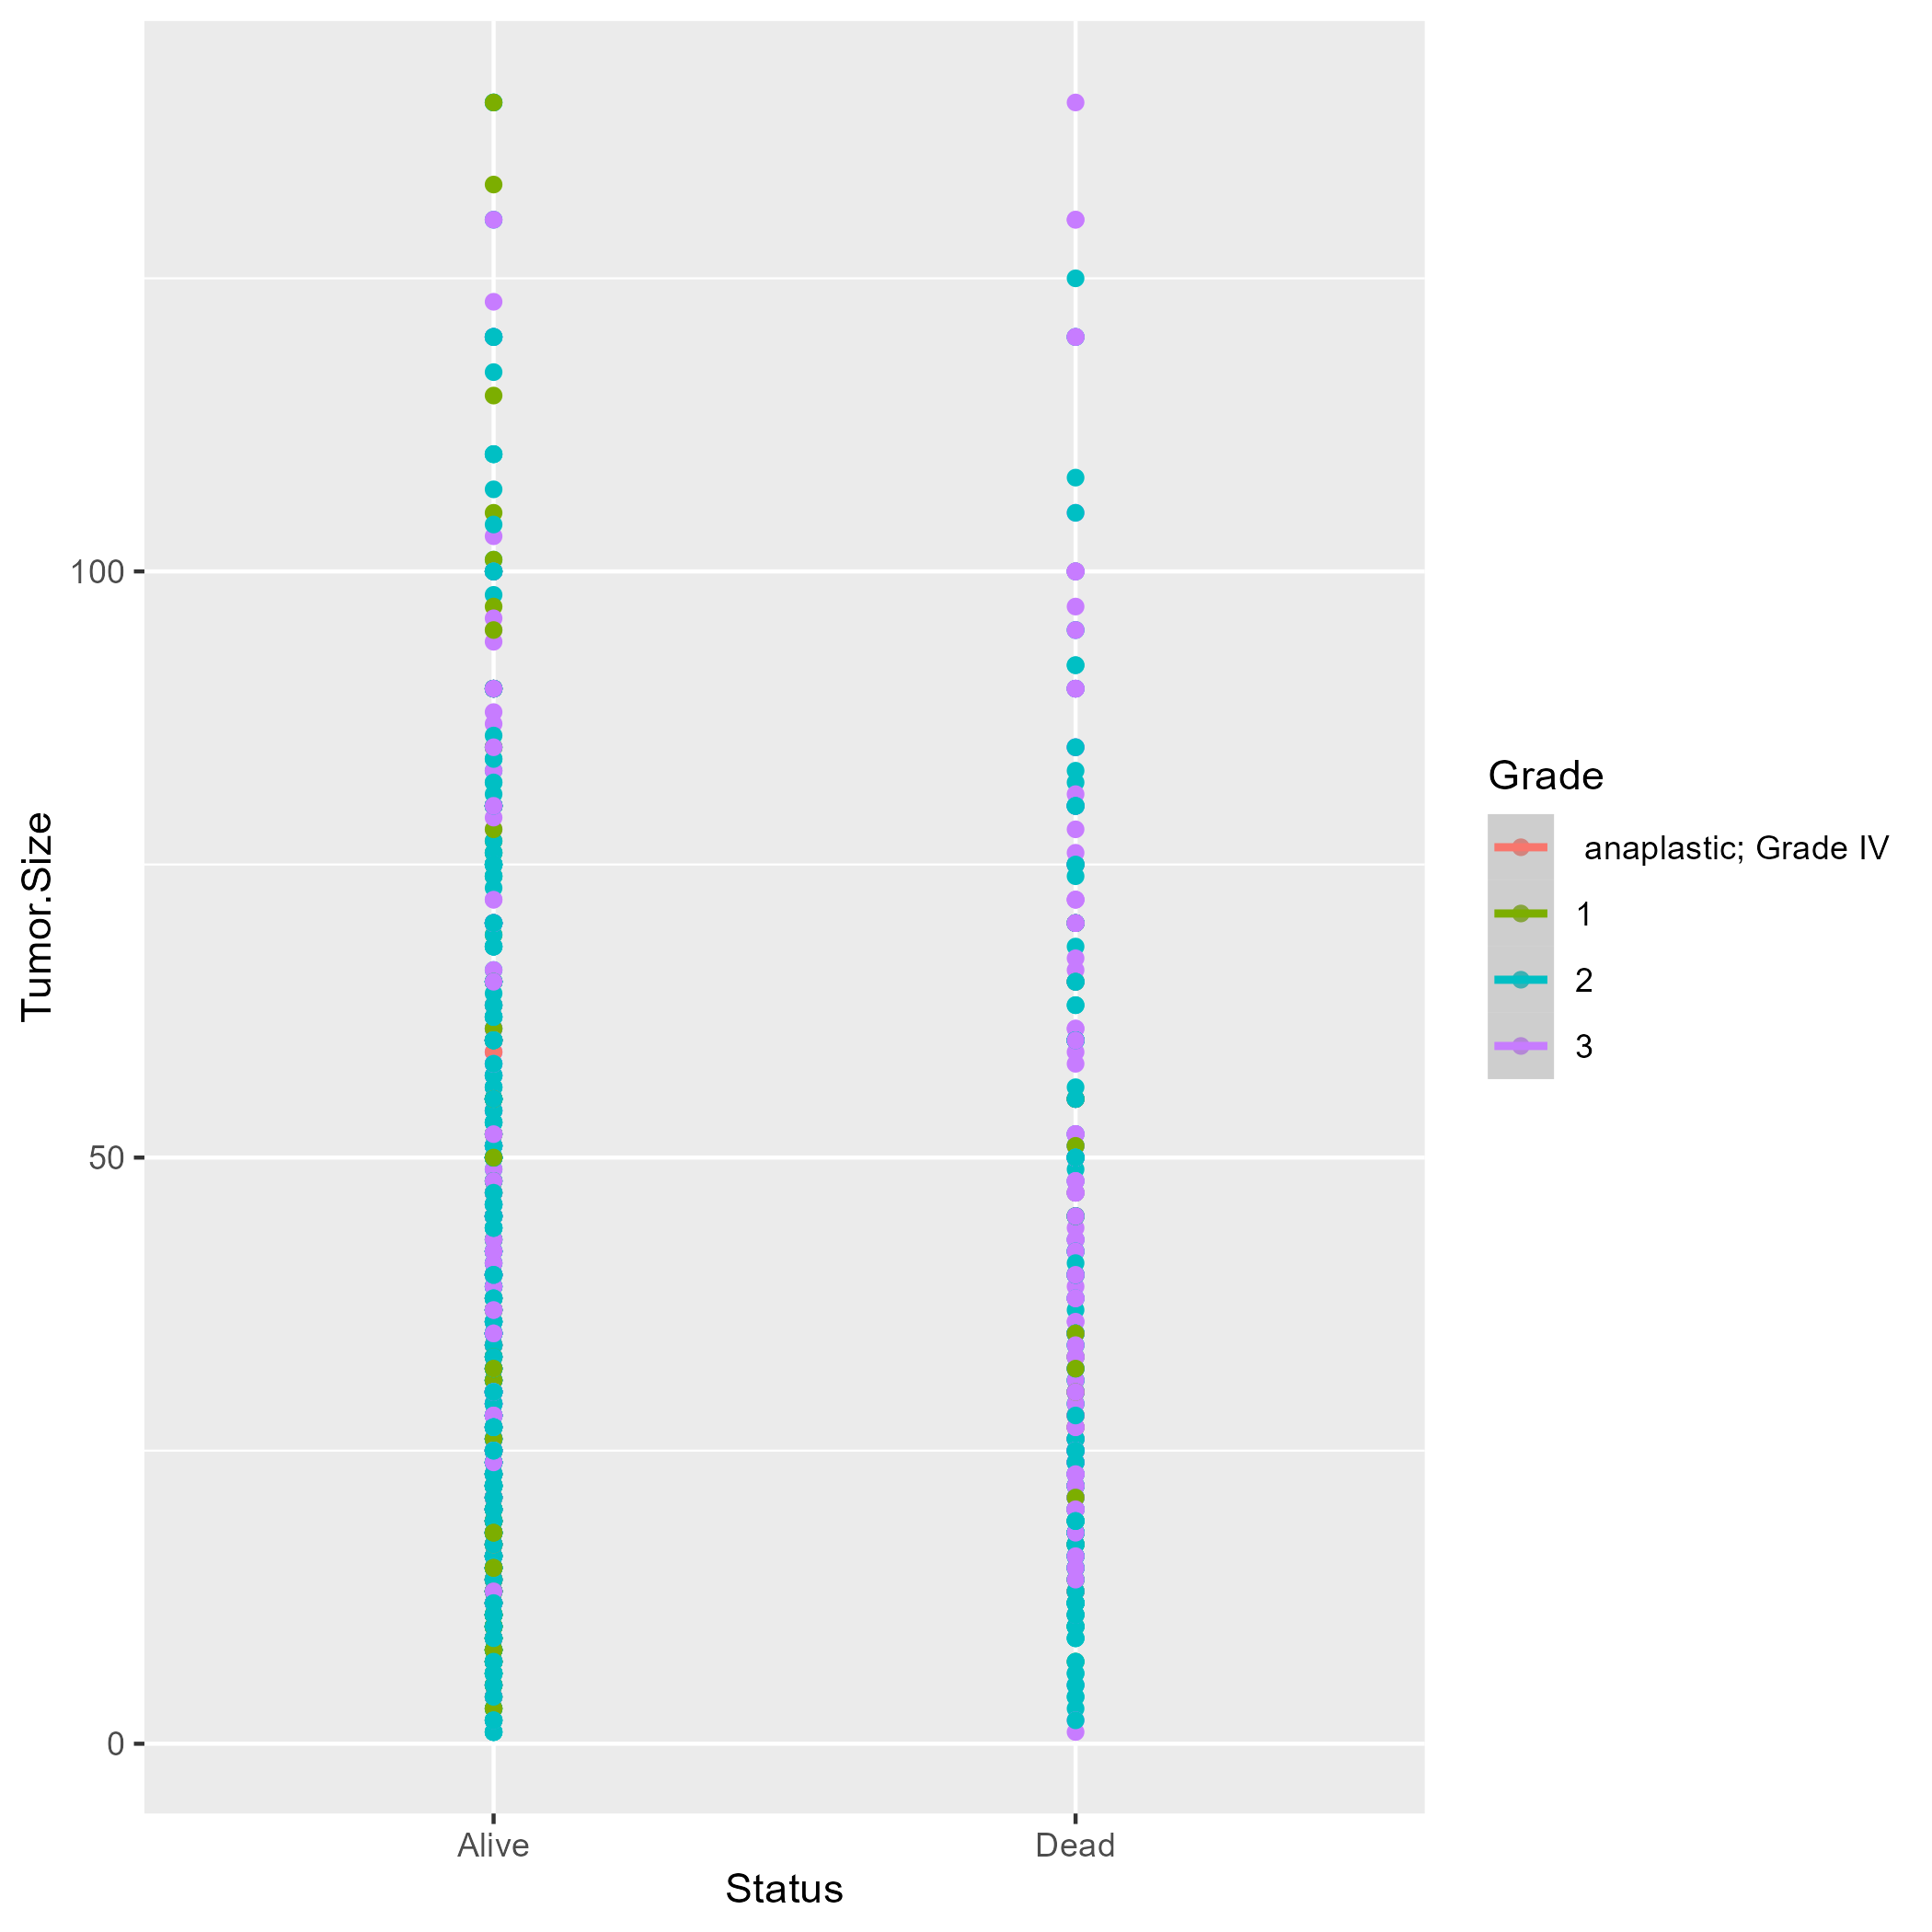 Tumor.Size
100
50
0
Alive
Dead
Status
Grade
anaplastic; Grade IV
1
2
3